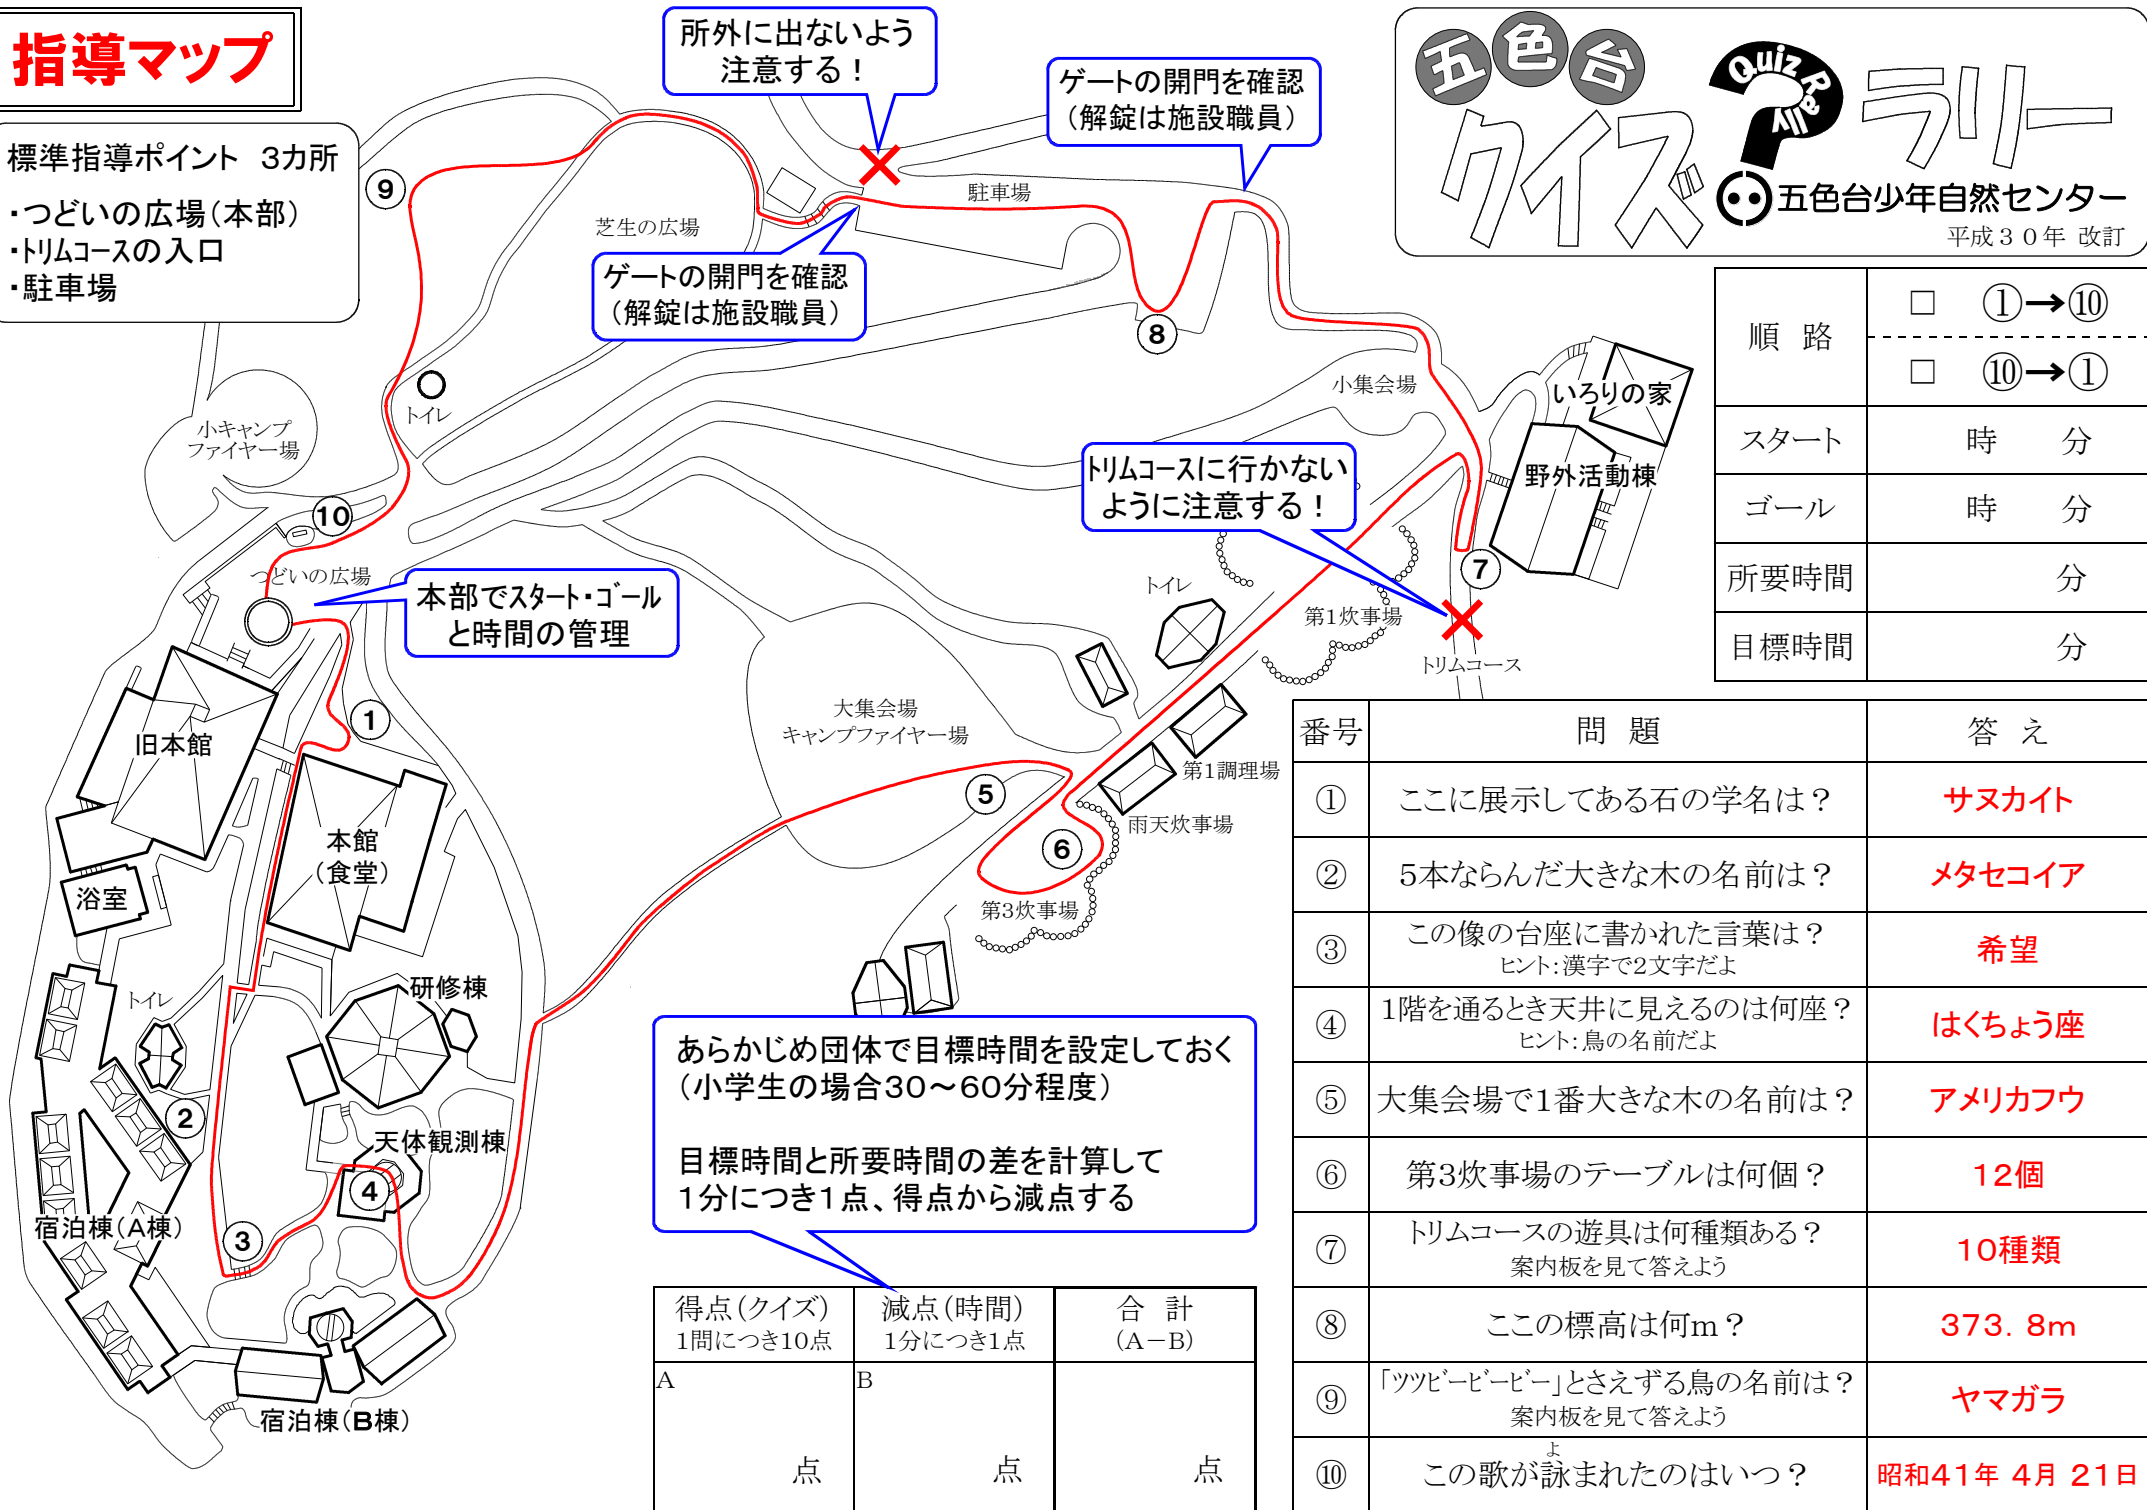 指導マップ
標準指導ポイント 3カ所
・つどいの広場(本部)
・トリムコースの入口
・駐車場
所外に出ないよう
注意する！
ゲートの開門を確認
(解錠は施設職員)
五色台
クイズ
Quiz Rally
ラリー
五色台少年自然センター
平成30年 改訂
⑨
駐車場
芝生の広場
ゲートの開門を確認
(解錠は施設職員)
⑧
小集会場
いろりの家
野外活動棟
トイレ
小キャンプ
ファイヤー場
トリムコースに行かない
ように注意する！
⑩
つどいの広場
本部でスタート・ゴール
と時間の管理
⑦
トイレ
第1炊事場
トリムコース
①
大集会場
キャンプファイヤー場
旧本館
第1調理場
⑤
雨天炊事場
本館
(食堂)
⑥
浴室
第3炊事場
研修棟
トイレ
②
天体観測棟
④
宿泊棟(A棟)
③
宿泊棟(B棟)
あらかじめ団体で目標時間を設定しておく
(小学生の場合30～60分程度)
目標時間と所要時間の差を計算して
1分につき1点、得点から減点する
得点(クイズ) 減点(時間) 合 計
1問につき10点 1分につき1点 (A－B)
A B
点 点 点
順 路 □ ①→⑩
□ ⑩→①
スタート 時 分
ゴール 時 分
所要時間 分
目標時間 分
番号 問 題 答 え
① ここに展示してある石の学名は？ サヌカイト
② 5本ならんだ大きな木の名前は？ メタセコイア
③ この像の台座に書かれた言葉は？ 希望
ヒント:漢字で2文字だよ
④ 1階を通るとき天井に見えるのは何座？ はくちょう座
ヒント:鳥の名前だよ
⑤ 大集会場で1番大きな木の名前は？ アメリカフウ
⑥ 第3炊事場のテーブルは何個？ 12個
⑦ トリムコースの遊具は何種類ある？ 10種類
案内板を見て答えよう
⑧ ここの標高は何m？ 373．8m
⑨ 「ツツピーピーピー」とさえずる鳥の名前は？ ヤマガラ
案内板を見て答えよう
よ
⑩ この歌が詠まれたのはいつ？ 昭和41年 4月 21日